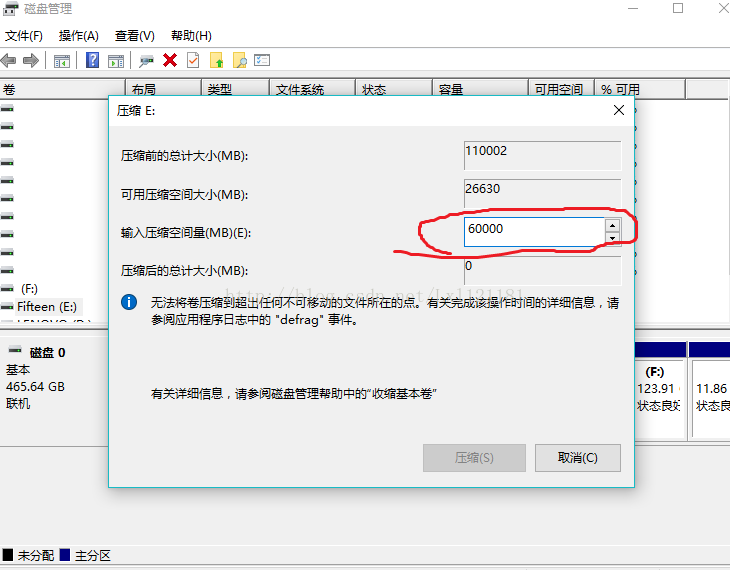 磁盘管理
文件(F) 操作(A) 查看(V) 帮助(H)
卷 布局 类型 文件系统 状态 容量 可用空间 % 可用
压缩 E:
压缩前的总计大小(MB): 110002
可用压缩空间大小(MB): 26630
输入压缩空间量(MB)(E): 60000
压缩后的总计大小(MB): 0
(F:)
Fifteen (E:)
无法将卷压缩到超出任何不可移动的文件所在的点。有关完成该操作时间的详细信息，请
参阅应用程序日志中的 "defrag" 事件。
磁盘 0
基本
465.64 GB
联机
(F:)
123.91 11.86
状态良好 状态良
有关详细信息，请参阅磁盘管理帮助中的“收缩基本卷”
压缩(S) 取消(C)
未分配 主分区